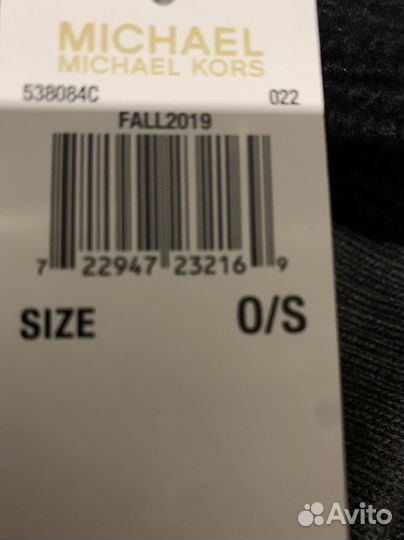 MICHAEL
MICHAEL KORS
538084C 022
FALL2019
7 22947 23216 9
SIZE O/S
Avito